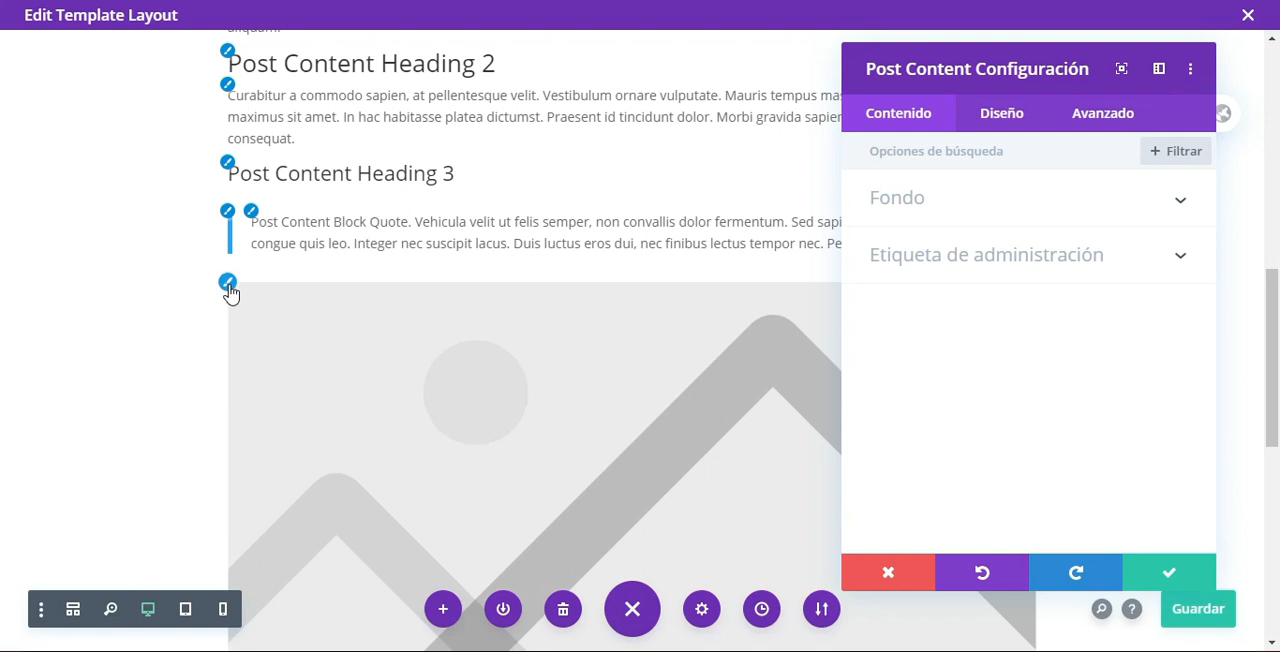 Edit Template Layout
aliquam.
Post Content Heading 2
Curabitur a commodo sapien, at pellentesque velit. Vestibulum ornare vulputate. Mauris tempus
maximus sit amet. In hac habitasse platea dictumst. Praesent id tincidunt dolor. Morbi gravida
consequat.
Post Content Heading 3
Post Content Block Quote. Vehicula velit ut felis semper, non convallis dolor fermentum. Sed
congue quis leo. Integer nec suscipit lacus. Duis luctus eros dui, nec finibus lectus tempor nec.
Post Content Configuración
Contenido
Diseño
Avanzado
Opciones de búsqueda
+ Filtrar
Fondo
Etiqueta de administración
?
Guardar